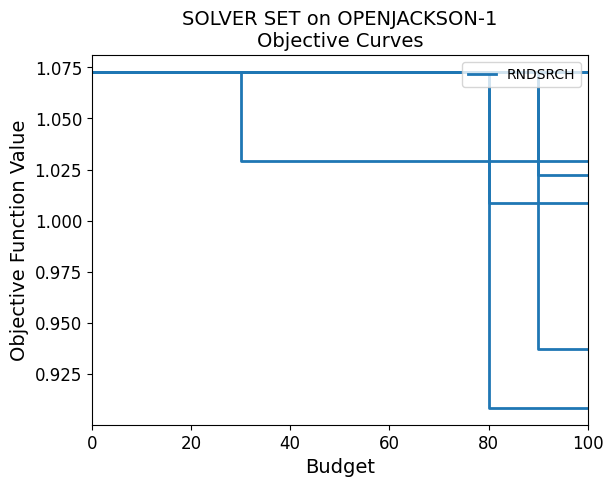 SOLVER SET on OPENJACKSON-1
Objective Curves
RNDSRCH
Objective Function Value
1.075
1.050
1.025
1.000
0.975
0.950
0.925
0 20 40 60 80 100
Budget